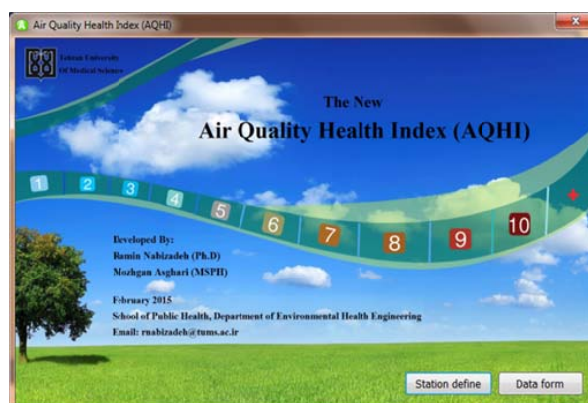 Air Quality Health Index (AQHI)
Tehran University
Of Medical Science
The New
Air Quality Health Index (AQHI)
1 2 3 4 5 6 7 8 9 10 +
Developed By:
Ramin Nabizadeh (Ph.D)
Mozhgan Asghari (MSPH)
February 2015
School of Public Health, Department of Environmental Health Engineering
Email: rnabizadeh@tums.ac.ir
Station define Data form